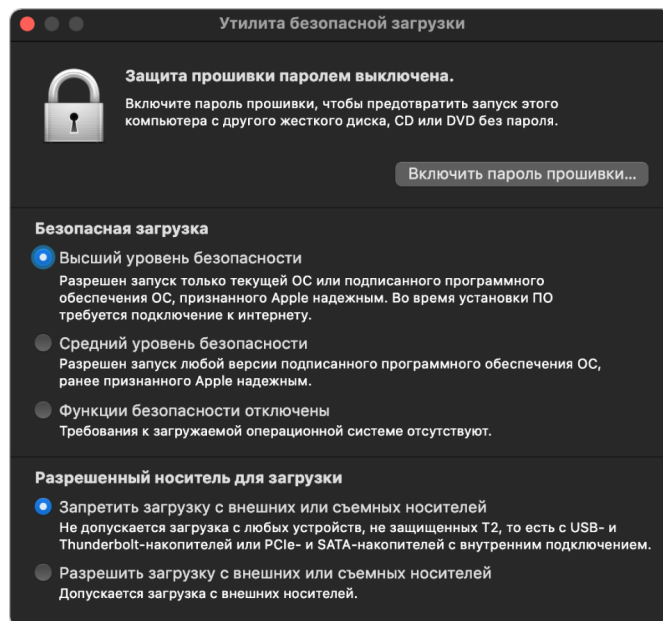 Утилита безопасной загрузки
Защита прошивки паролем выключена.
Включите пароль прошивки, чтобы предотвратить запуск этого
компьютера с другого жесткого диска, CD или DVD без пароля.
Включить пароль прошивки...
Безопасная загрузка
Высший уровень безопасности
Разрешен запуск только текущей ОС или подписанного программного
обеспечения ОС, признанного Apple надежным. Во время установки ПО
требуется подключение к интернету.
Средний уровень безопасности
Разрешен запуск любой версии подписанного программного обеспечения ОС,
ранее признанного Apple надежным.
Функции безопасности отключены
Требования к загружаемой операционной системе отсутствуют.
Разрешенный носитель для загрузки
Запретить загрузку с внешних или съемных носителей
Не допускается загрузка с любых устройств, не защищенных T2, то есть с USB- и
Thunderbolt-накопителей или PCIe- и SATA-накопителей с внутренним подключением.
Разрешить загрузку с внешних или съемных носителей
Допускается загрузка с внешних носителей.